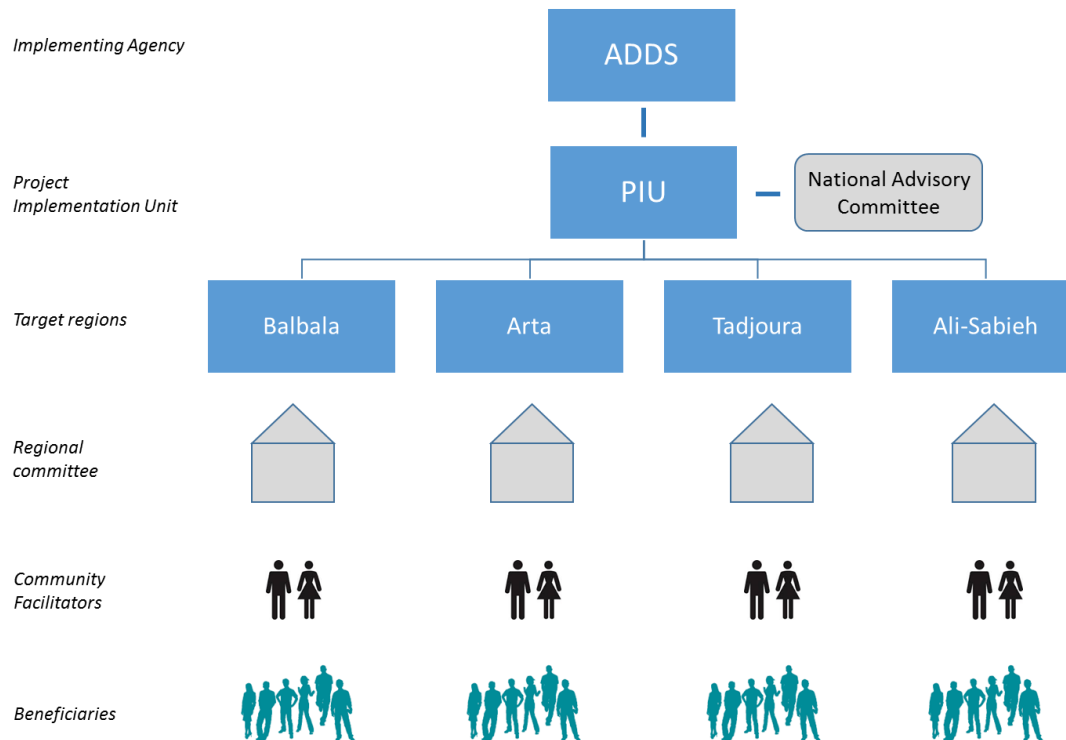 Implementing Agency
ADDS
Project
Implementation Unit
PIU
National Advisory
Committee
Target regions
Balbala
Arta
Tadjoura
Ali-Sabieh
Regional
committee
Community
Facilitators
Beneficiaries